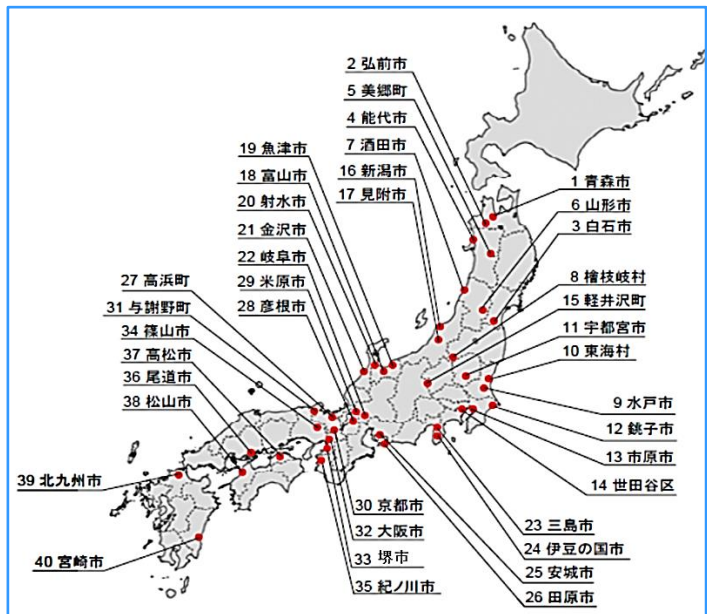 2 弘前市
5 美郷町
4 能代市
7 酒田市
19 魚津市
16 新潟市
18 富山市
17 見附市
20 射水市
21 金沢市
22 岐阜市
29 米原市
28 彦根市
27 高浜町
31 与謝野町
34 篠山市
37 高松市
36 尾道市
38 松山市
39 北九州市
40 宮崎市
1 青森市
6 山形市
3 白石市
8 檜枝岐村
15 軽井沢町
11 宇都宮市
10 東海村
9 水戸市
12 銚子市
13 市原市
14 世田谷区
23 三島市
24 伊豆の国市
25 安城市
26 田原市
30 京都市
32 大阪市
33 堺市
35 紀ノ川市